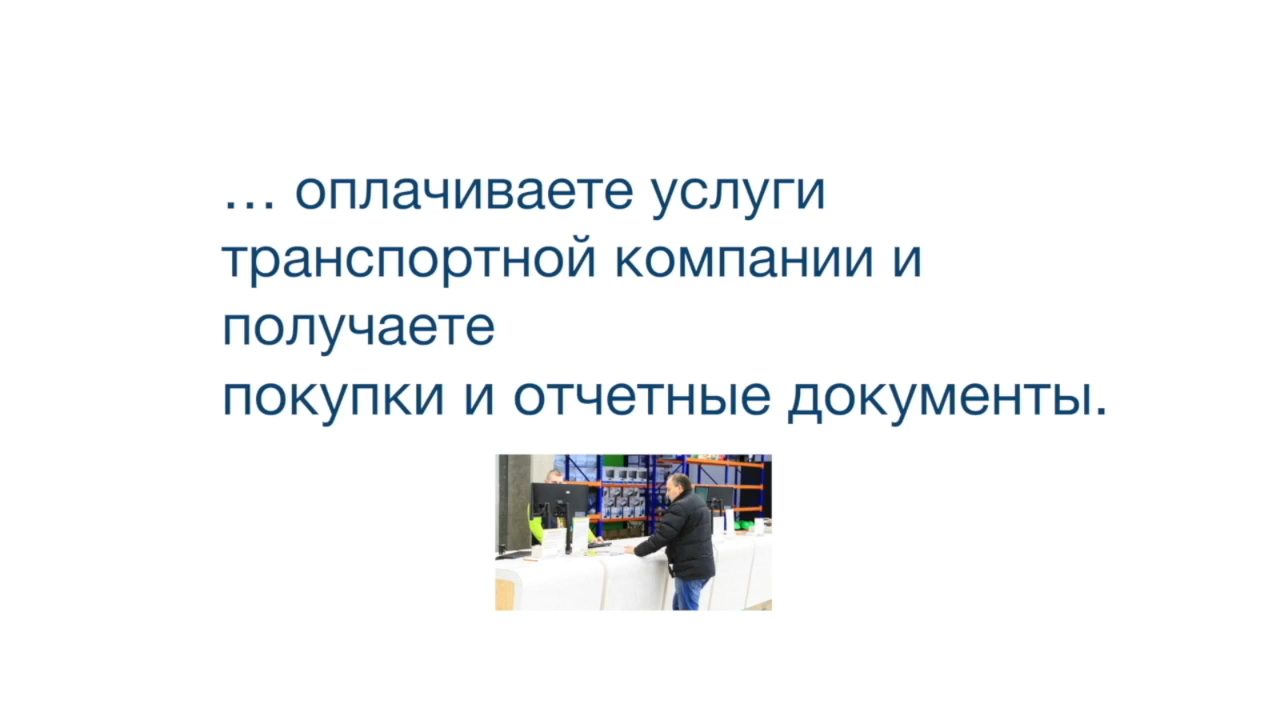 … оплачиваете услуги
транспортной компании и
получаете
покупки и отчетные документы.